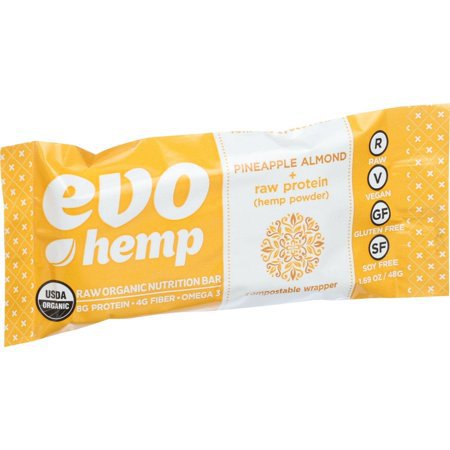 evo
hemp
USDA
ORGANIC
RAW ORGANIC NUTRITION BAR
8G PROTEIN • 4G FIBER • OMEGA 3
PINEAPPLE ALMOND
+
raw protein
(hemp powder)
compostable wrapper
R
RAW
V
VEGAN
GF
GLUTEN FREE
SF
SOY FREE
1.69 OZ / 48G